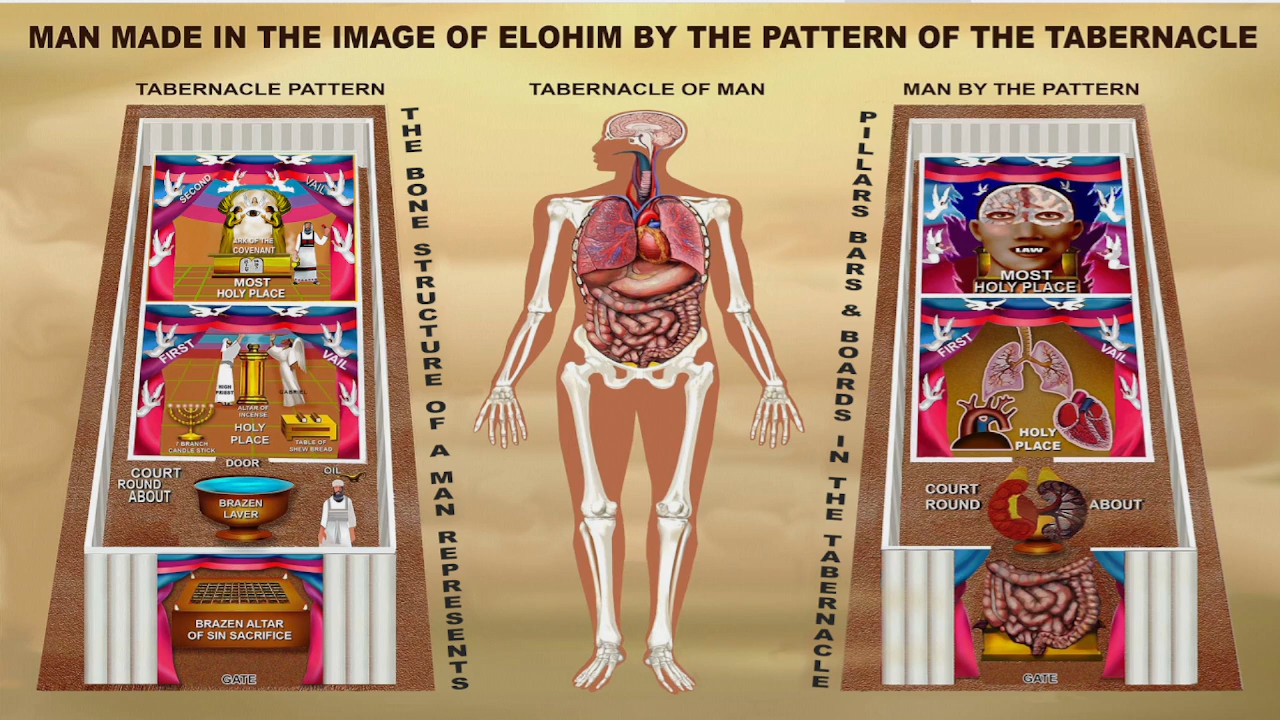 MAN MADE IN THE IMAGE OF ELOHIM BY THE PATTERN OF THE TABERNACLE
TABERNACLE PATTERN
SECOND VAIL
ARK OF THE
COVENANT
MOST
HOLY PLACE
FIRST VAIL
HIGH
PRIEST
GABRIEL
ALTAR OF
INCENSE
HOLY
PLACE
7 BRANCH
CANDLE STICK
TABLE OF
SHEW BREAD
DOOR
COURT
ROUND
ABOUT
OIL
BRAZEN
LAVER
BRAZEN ALTAR
OF SIN SACRIFICE
GATE
THE BONE STRUCTURE OF A MAN REPRESENTS
TABERNACLE OF MAN
PILLARS BARS & BOARDS IN THE TABERNACLE
MAN BY THE PATTERN
LAW
MOST
HOLY PLACE
FIRST VAIL
HOLY
PLACE
COURT
ROUND
ABOUT
GATE